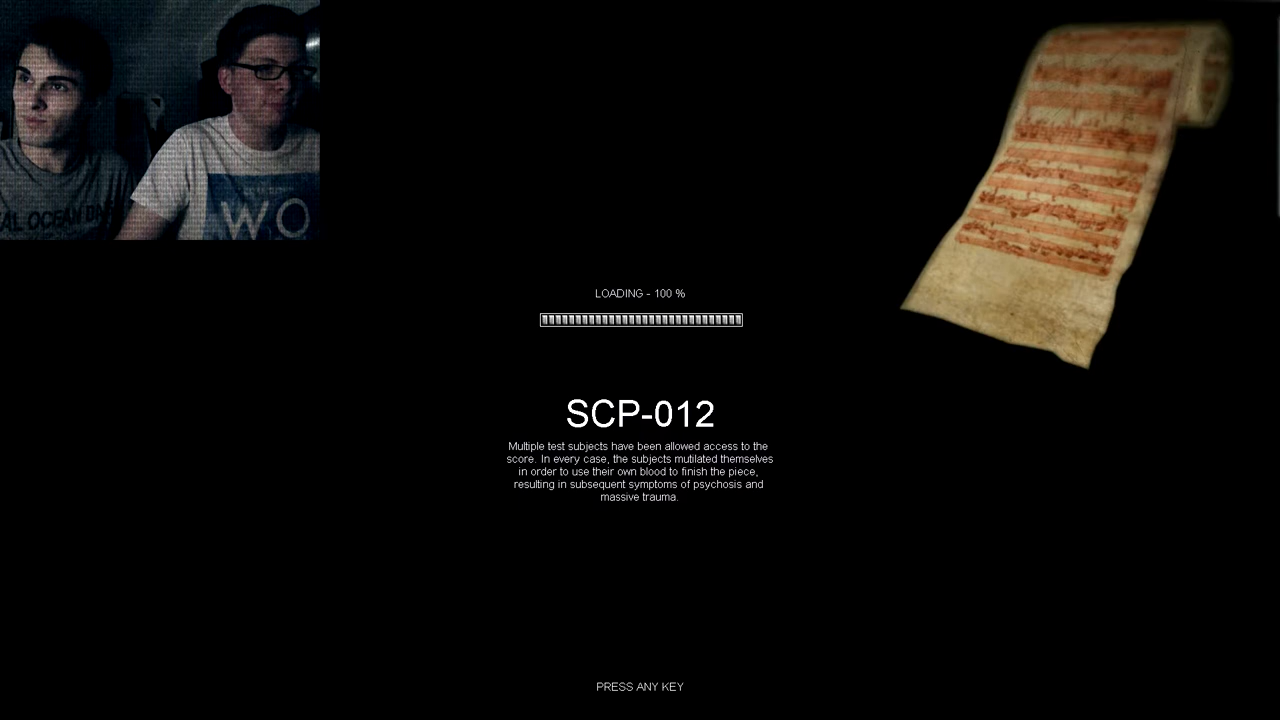 AL OCEAN
W.O
LOADING - 100 %
SCP-012
Multiple test subjects have been allowed access to the
score. In every case, the subjects mutilated themselves
in order to use their own blood to finish the piece,
resulting in subsequent symptoms of psychosis and
massive trauma.
PRESS ANY KEY